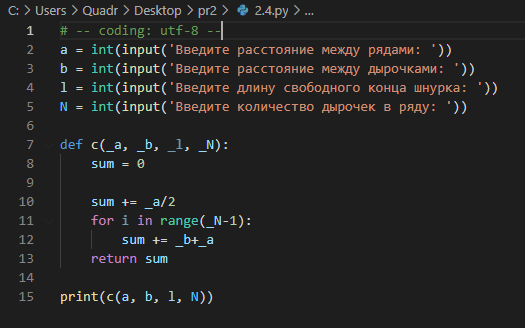 C: > Users > Quadr > Desktop > pr2 > 2.4.py > ...
1 # -- coding: utf-8 --
2 a = int(input('Введите расстояние между рядами: '))
3 b = int(input('Введите расстояние между дырочками: '))
4 l = int(input('Введите длину свободного конца шнурка: '))
5 N = int(input('Введите количество дырочек в ряду: '))
6
7 def c(_a, _b, _l, _N):
8 sum = 0
9
10 sum += _a/2
11 for i in range(_N-1):
12 sum += _b+_a
13 return sum
14
15 print(c(a, b, l, N))